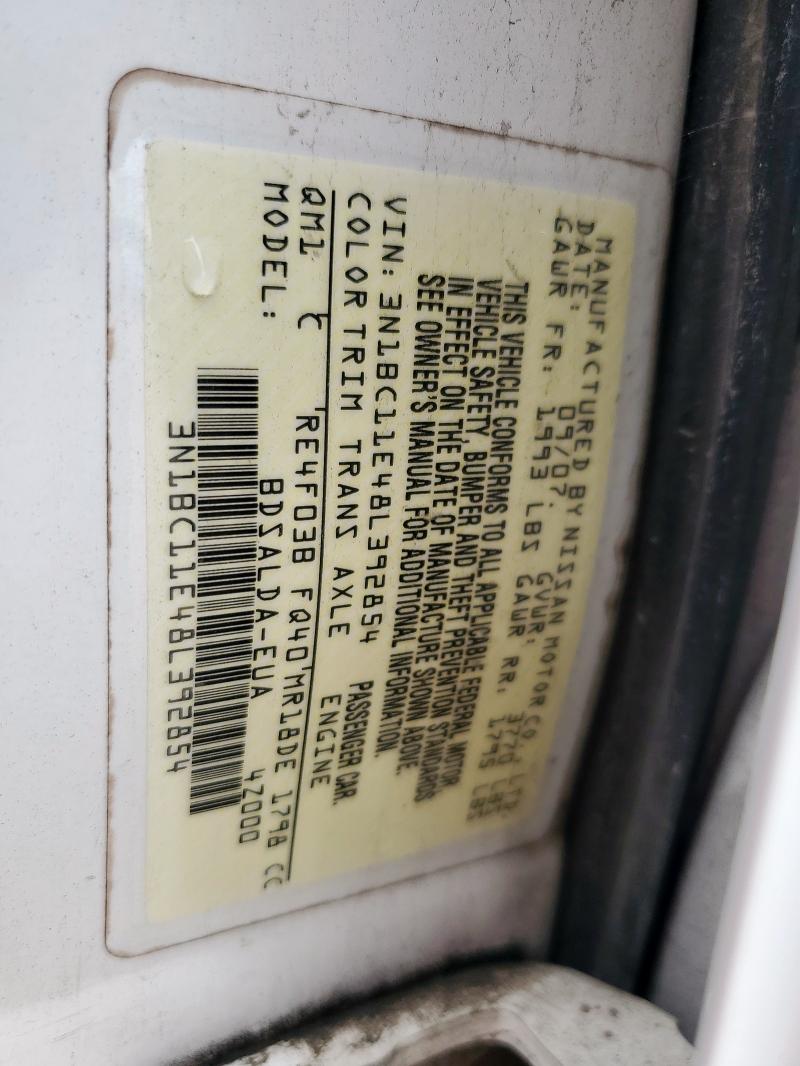 MANUFACTURED BY NISSAN MOTOR CO., LTD.
DATE: 09/07. GVWR: 3770 LBS
GAWR FR: 1993 LBS GAWR RR. 1795 LBS
THIS VEHICLE CONFORMS TO ALL APPLICABLE FEDERAL MOTOR
VEHICLE SAFETY, BUMPER AND THEFT PREVENTION STANDARDS
IN EFFECT ON THE DATE OF MANUFACTURE SHOWN ABOVE.
SEE OWNER'S MANUAL FOR ADDITIONAL INFORMATION.
VIN: 3N1BC11E48L392854 PASSENGER CAR.
COLOR TRIM TRANS AXLE ENGINE
QM1 C RE4F03B FQ40 MR18DE 1798 CC
MODEL: BDSALDA-EUA 4Z000
3N1BC11E48L392854